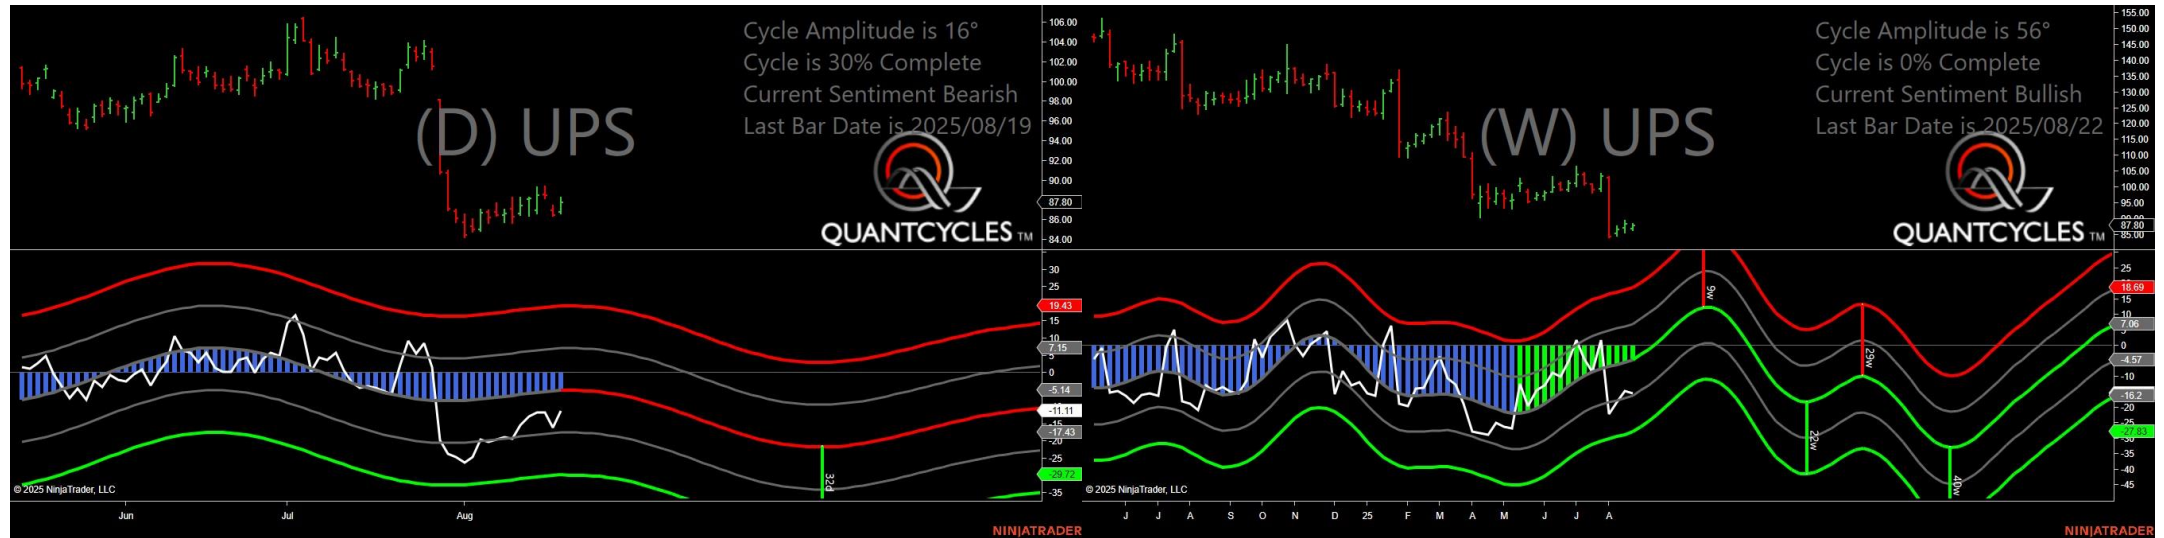 Cycle Amplitude is 16°
Cycle is 30% Complete
Current Sentiment Bearish
Last Bar Date is 2025/08/19
(D) UPS
QUANTCYCLES TM
106.00
104.00
102.00
100.00
98.00
96.00
94.00
92.00
90.00
87.80
86.00
84.00
30
25
19.43
15
10
7.15
5
0
-5.14
-11.11
-15
-17.43
-20
-25
-29.72
-35
32d
© 2025 NinjaTrader, LLC
Jun
Jul
Aug
NINJATRADER
Cycle Amplitude is 56°
Cycle is 0% Complete
Current Sentiment Bullish
Last Bar Date is 2025/08/22
(W) UPS
QUANTCYCLES TM
155.00
150.00
145.00
140.00
135.00
130.00
125.00
120.00
115.00
110.00
105.00
100.00
95.00
90.00
87.80
85.00
25
18.69
15
10
7.06
0
-4.57
-10
-16.2
-20
-25
-27.83
-35
-40
-45
9w
22w
29w
40w
© 2025 NinjaTrader, LLC
J
J
A
S
O
N
D
25
F
M
A
M
J
J
A
NINJATRADER